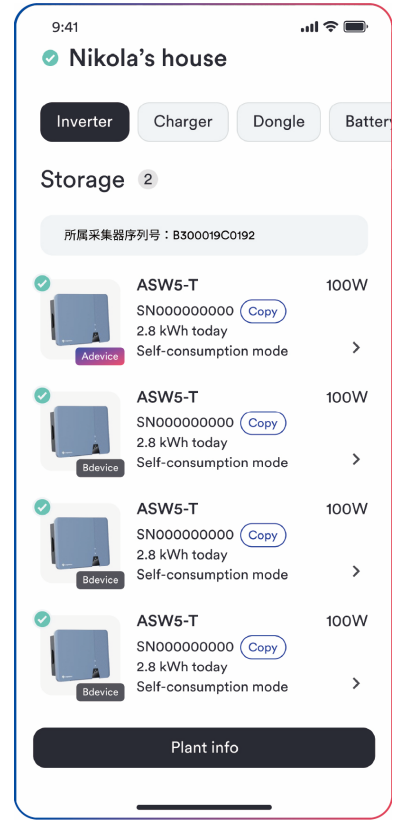 9:41
Nikola's house
Inverter Charger Dongle Battery
Storage 2
所属采集器序列号：B300019C0192
ASW5-T 100W
SN000000000 Copy
2.8 kWh today
Adevice Self-consumption mode
ASW5-T 100W
SN000000000 Copy
2.8 kWh today
Bdevice Self-consumption mode
ASW5-T 100W
SN000000000 Copy
2.8 kWh today
Bdevice Self-consumption mode
ASW5-T 100W
SN000000000 Copy
2.8 kWh today
Bdevice Self-consumption mode
Plant info